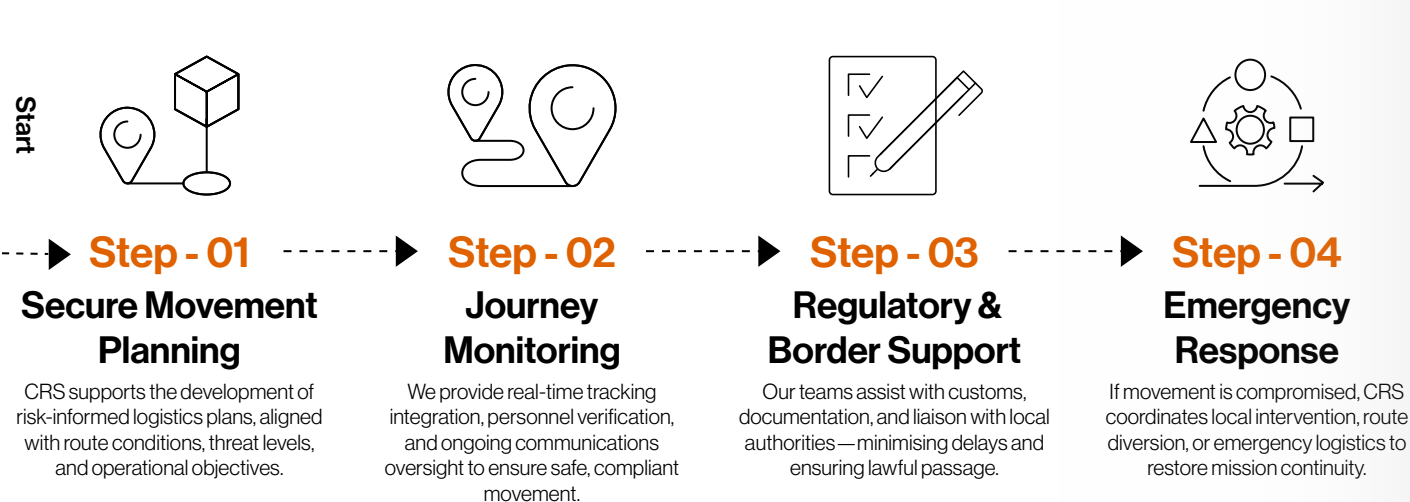 Start
Step - 01
Secure Movement
Planning
CRS supports the development of
risk-informed logistics plans, aligned
with route conditions, threat levels,
and operational objectives.
Step - 02
Journey
Monitoring
We provide real-time tracking
integration, personnel verification,
and ongoing communications
oversight to ensure safe, compliant
movement.
Step - 03
Regulatory &
Border Support
Our teams assist with customs,
documentation, and liaison with local
authorities—minimising delays and
ensuring lawful passage.
Step - 04
Emergency
Response
If movement is compromised, CRS
coordinates local intervention, route
diversion, or emergency logistics to
restore mission continuity.